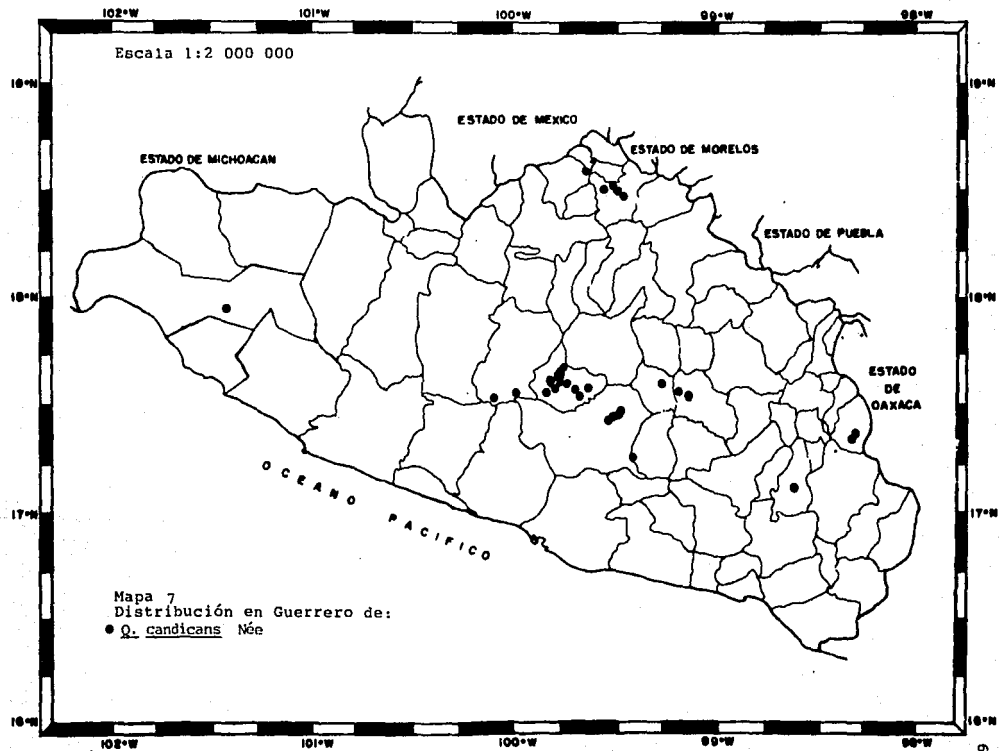 102°W 101°W 100°W 99°W 98°W
Escala 1:2 000 000
19°N 19°N
ESTADO DE MEXICO
ESTADO DE MORELOS
ESTADO DE MICHOACAN
ESTADO DE PUEBLA
18°N 18°N
ESTADO
DE
OAXACA
OCEANO PACIFICO
17°N 17°N
Mapa 7
Distribución en Guerrero de:
Q. candicans Née
16°N 16°N
102°W 101°W 100°W 99°W 98°W